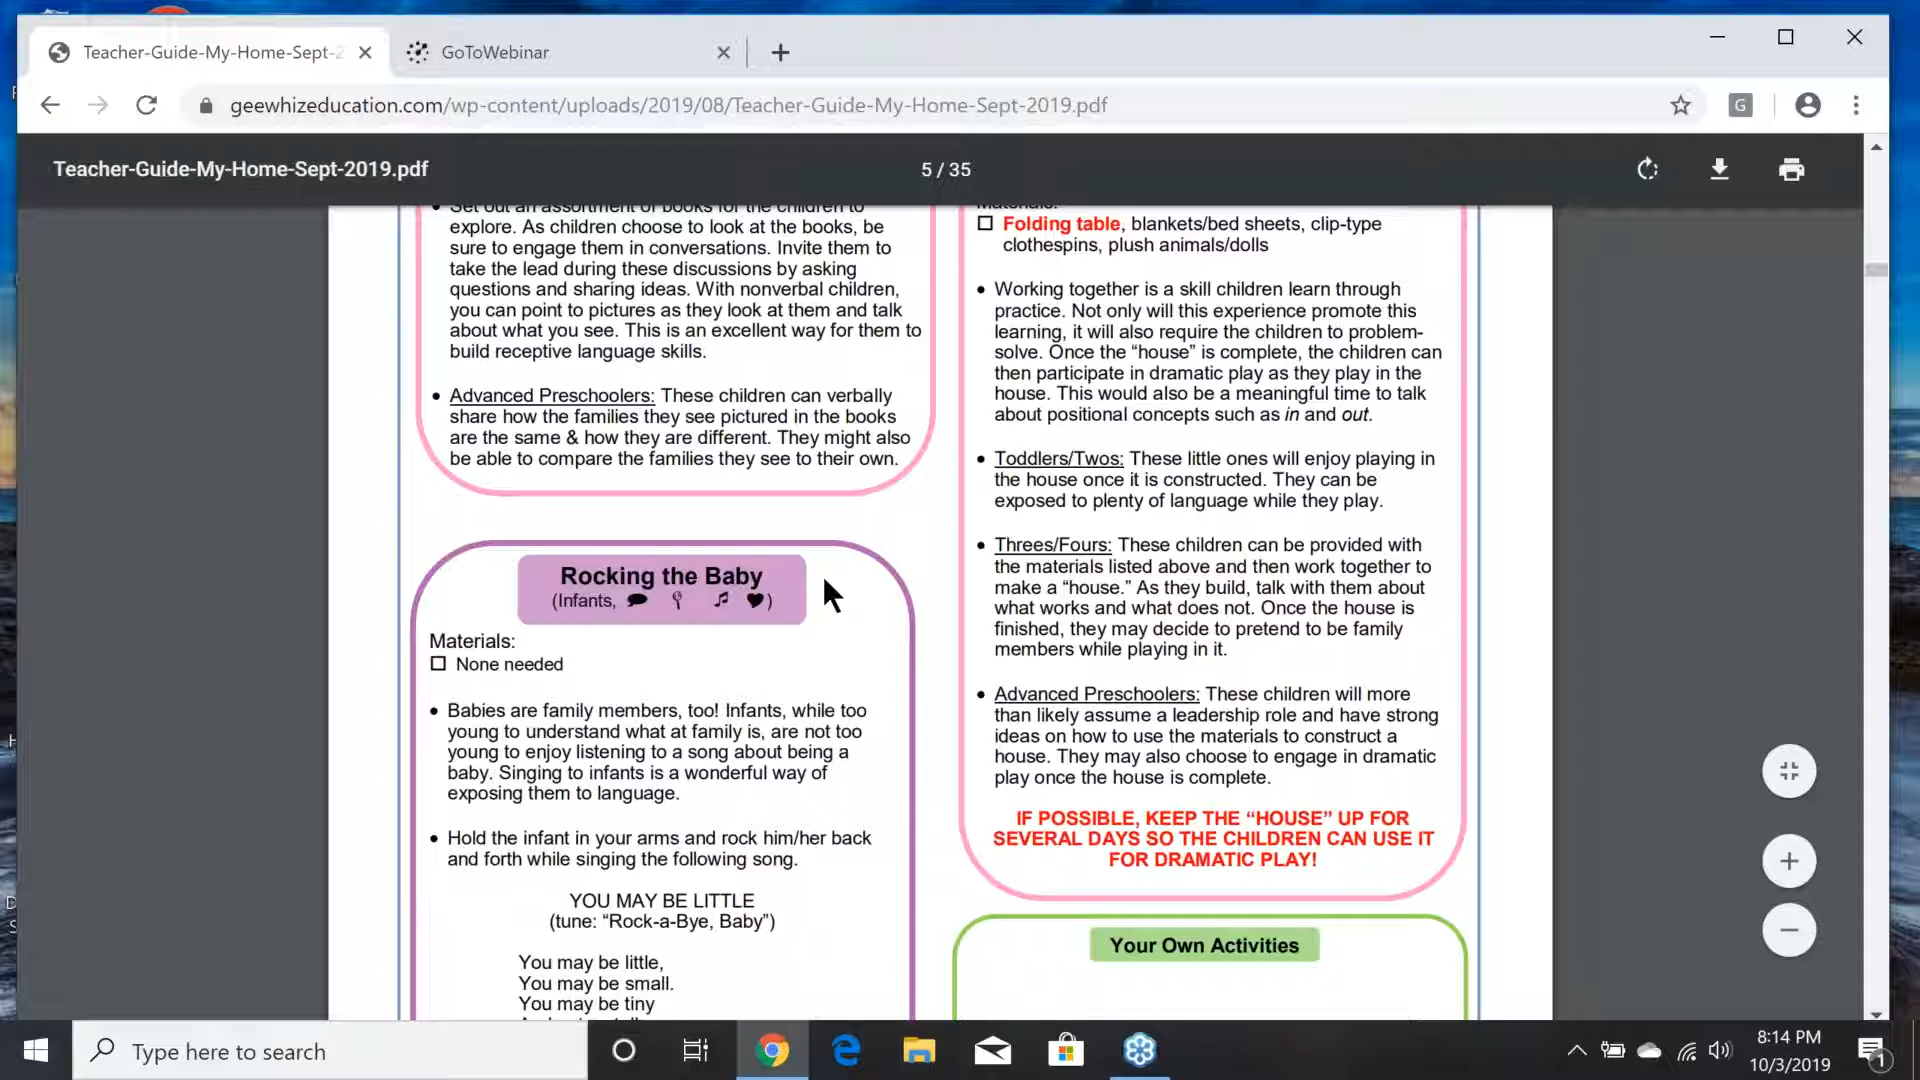 Teacher-Guide-My-Home-Sept-2
GoToWebinar
geewhizeducation.com/wp-content/uploads/2019/08/Teacher-Guide-My-Home-Sept-2019.pdf
G
Teacher-Guide-My-Home-Sept-2019.pdf
5 / 35
Set out an assortment of books for the children to
explore. As children choose to look at the books, be
sure to engage them in conversations. Invite them to
take the lead during these discussions by asking
questions and sharing ideas. With nonverbal children,
you can point to pictures as they look at them and talk
about what you see. This is an excellent way for them to
build receptive language skills.
• Advanced Preschoolers: These children can verbally
share how the families they see pictured in the books
are the same & how they are different. They might also
be able to compare the families they see to their own.
Rocking the Baby
(Infants, )
Materials:
None needed
• Babies are family members, too! Infants, while too
young to understand what at family is, are not too
young to enjoy listening to a song about being a
baby. Singing to infants is a wonderful way of
exposing them to language.
• Hold the infant in your arms and rock him/her back
and forth while singing the following song.
YOU MAY BE LITTLE
(tune: “Rock-a-Bye, Baby”)
You may be little,
You may be small.
You may be tiny
Materials:
Folding table, blankets/bed sheets, clip-type
clothespins, plush animals/dolls
• Working together is a skill children learn through
practice. Not only will this experience promote this
learning, it will also require the children to problem-
solve. Once the “house” is complete, the children can
then participate in dramatic play as they play in the
house. This would also be a meaningful time to talk
about positional concepts such as in and out.
• Toddlers/Twos: These little ones will enjoy playing in
the house once it is constructed. They can be
exposed to plenty of language while they play.
• Threes/Fours: These children can be provided with
the materials listed above and then work together to
make a “house.” As they build, talk with them about
what works and what does not. Once the house is
finished, they may decide to pretend to be family
members while playing in it.
• Advanced Preschoolers: These children will more
than likely assume a leadership role and have strong
ideas on how to use the materials to construct a
house. They may also choose to engage in dramatic
play once the house is complete.
IF POSSIBLE, KEEP THE “HOUSE” UP FOR
SEVERAL DAYS SO THE CHILDREN CAN USE IT
FOR DRAMATIC PLAY!
Your Own Activities
Type here to search
8:14 PM
10/3/2019
1